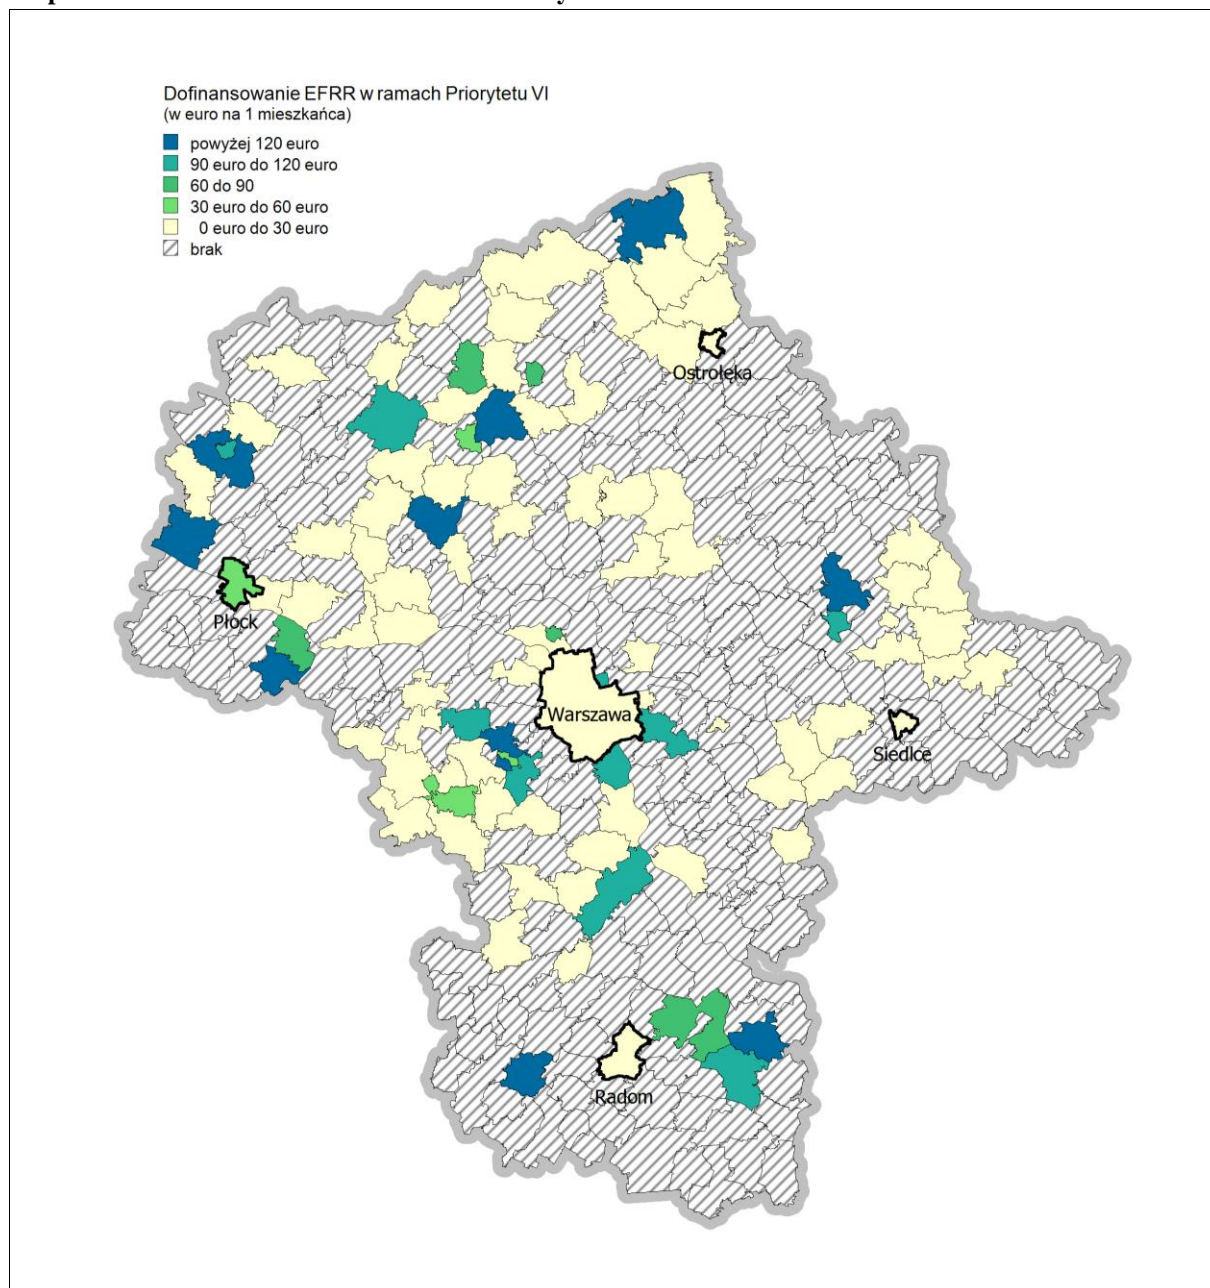 Dofinansowanie EFRR w ramach Priorytetu VI
(w euro na 1 mieszkańca)
powyżej 120 euro
90 euro do 120 euro
60 do 90
30 euro do 60 euro
0 euro do 30 euro
brak
Ostrołęka
Płock
Warszawa
Siedlce
Radom